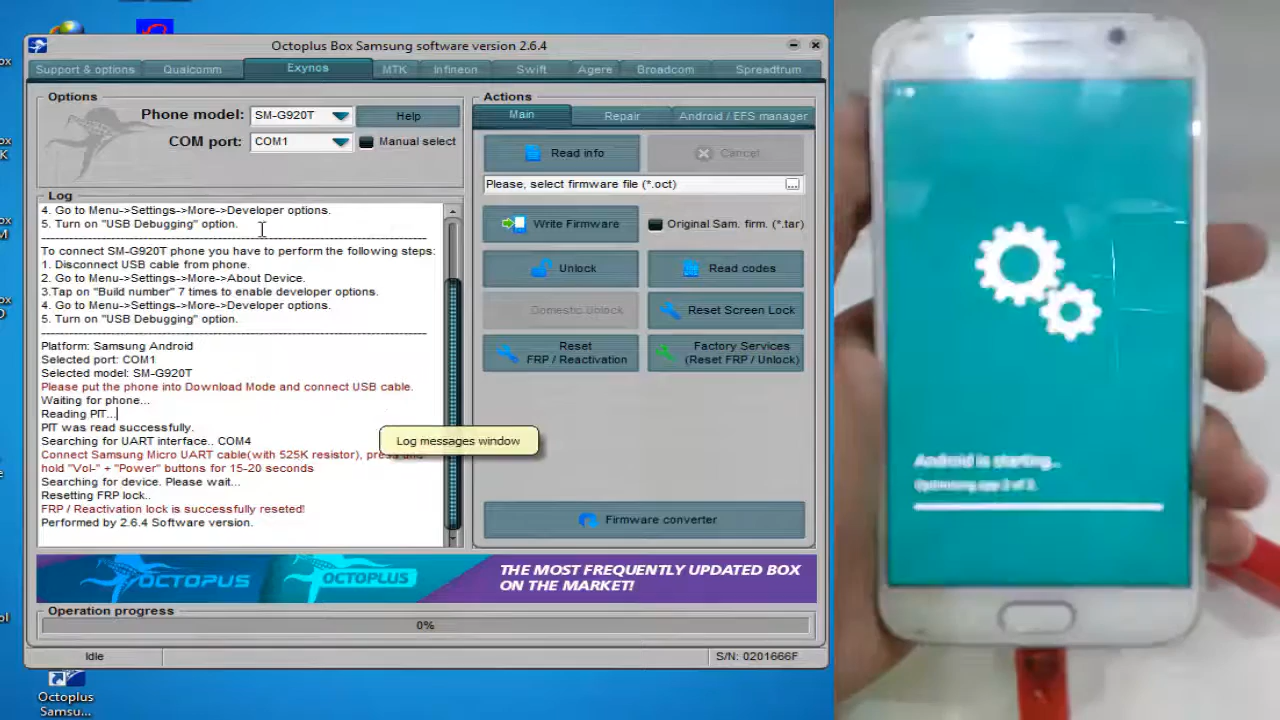 Octoplus Box Samsung software version 2.6.4
Support & options Qualcomm Exynos MTK Infineon Swift Agere Broadcom Spreadtrum
Options
Phone model: SM-G920T Help
COM port: COM1 Manual select
Log
4. Go to Menu->Settings->More->Developer options.
5. Turn on "USB Debugging" option.
To connect SM-G920T phone you have to perform the following steps:
1. Disconnect USB cable from phone.
2. Go to Menu->Settings->More->About Device.
3.Tap on "Build number" 7 times to enable developer options.
4. Go to Menu->Settings->More->Developer options.
5. Turn on "USB Debugging" option.
Platform: Samsung Android
Selected port: COM1
Selected model: SM-G920T
Please put the phone into Download Mode and connect USB cable.
Waiting for phone...
Reading PIT...
PIT was read successfully.
Searching for UART interface.. COM4
Connect Samsung Micro UART cable(with 525K resistor), press
hold "Vol-" + "Power" buttons for 15-20 seconds
Searching for device. Please wait...
Resetting FRP lock..
FRP / Reactivation lock is successfully reseted!
Performed by 2.6.4 Software version.
Log messages window
Actions
Main Repair Android / EFS manager
Read info Cancel
Please, select firmware file (*.oct) ...
Write Firmware Original Sam. firm. (*.tar)
Unlock Read codes
Domestic Unlock Reset Screen Lock
Reset
FRP / Reactivation
Factory Services
(Reset FRP / Unlock)
Firmware converter
OCTOPUS OCTOPLUS
THE MOST FREQUENTLY UPDATED BOX
ON THE MARKET!
Operation progress
0%
Idle S/N: 0201666F
Octoplus
Samsu...
Android is starting...
Optimizing app 2 of 2.